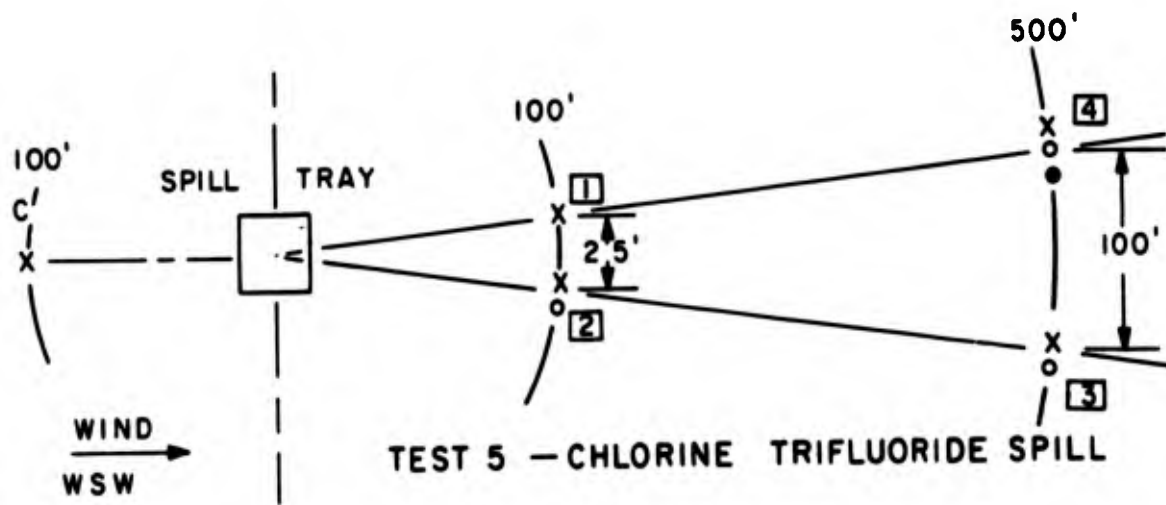 500'
4
100'
100'
SPILL TRAY
C'
1
X
X
O
X
2 5'
100'
X
X
O
2
O
3
WIND
WSW
TEST 5 — CHLORINE TRIFLUORIDE SPILL